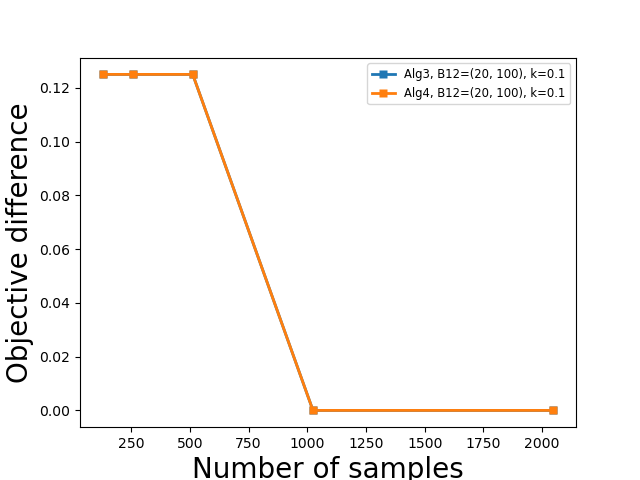 Alg3, B12=(20, 100), k=0.1
Alg4, B12=(20, 100), k=0.1
Objective difference
0.12
0.10
0.08
0.06
0.04
0.02
0.00
250 500 750 1000 1250 1500 1750 2000
Number of samples